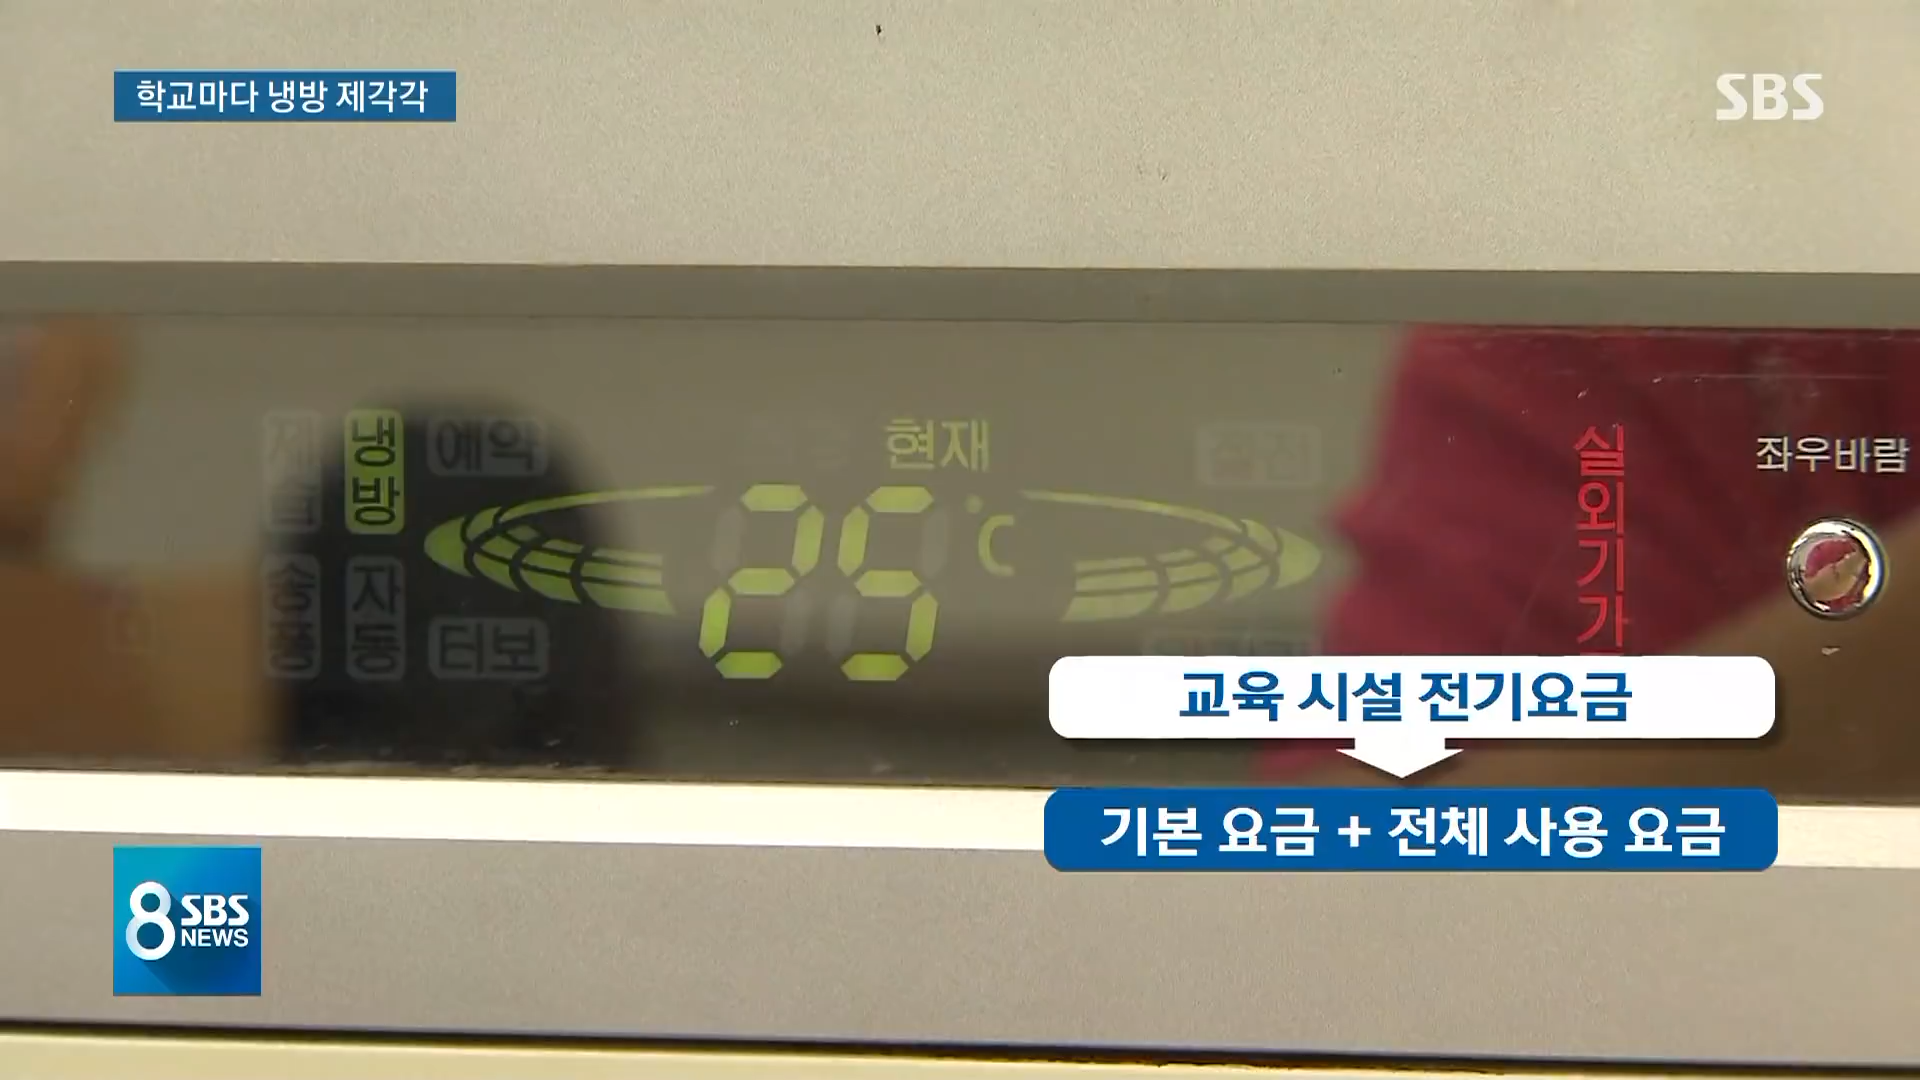 학교마다 냉방 제각각
SBS
냉방
예약
현재
25°C
실외기가
좌우바람
송풍
자동
터보
교육 시설 전기요금
기본 요금 + 전체 사용 요금
8 SBS
NEWS